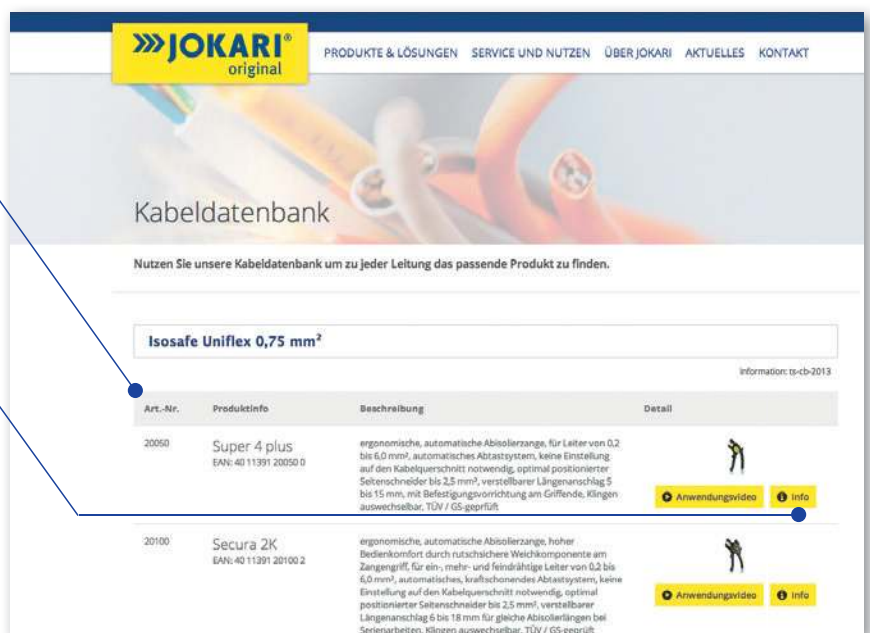 JOKARI®
original
PRODUKTE & LÖSUNGEN SERVICE UND NUTZEN ÜBER JOKARI AKTUELLES KONTAKT
Kabeldatenbank
Nutzen Sie unsere Kabeldatenbank um zu jeder Leitung das passende Produkt zu finden.
Isosafe Uniflex 0,75 mm²
Information: ts-cb-2013
Art.-Nr. Produktinfo Beschreibung Detail
20050
Super 4 plus
EAN: 40 11391 20050 0
ergonomische, automatische Abisolierzange, für Leiter von 0,2
bis 6,0 mm², automatisches Abtastsystem, keine Einstellung
auf den Kabelquerschnitt notwendig, optimal positionierter
Seitenschneider bis 2,5 mm², verstellbarer Längenanschlag 5
bis 15 mm, mit Befestigungsvorrichtung am Griffende, Klingen
auswechselbar, TÜV / GS-geprüft
Anwendungsvideo Info
20100
Secura 2K
EAN: 40 11391 20100 2
ergonomische, automatische Abisolierzange, hoher
Bedienkomfort durch rutschsichere Weichkomponente am
Zangengriff, für ein-, mehr- und feindrähtige Leiter von 0,2 bis
6,0 mm², automatisches, kraftschonendes Abtastsystem, keine
Einstellung auf den Kabelquerschnitt notwendig, optimal
positionierter Seitenschneider bis 2,5 mm², verstellbarer
Längenanschlag 6 bis 18 mm für gleiche Abisolierlängen bei
Serienarbeiten, Klingen auswechselbar, TÜV / GS-geprüft
Anwendungsvideo Info